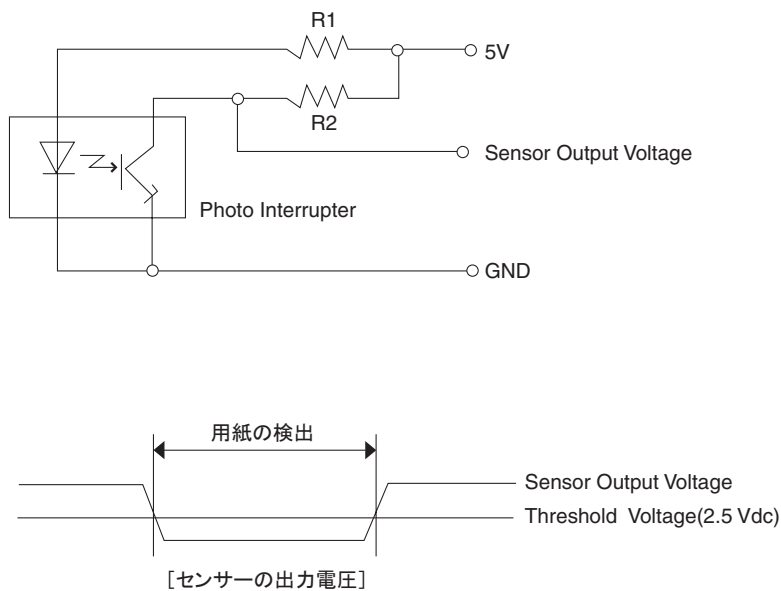 R1
5V
R2
Sensor Output Voltage
Photo Interrupter
GND
用紙の検出
Sensor Output Voltage
Threshold Voltage(2.5 Vdc)
[センサーの出力電圧]